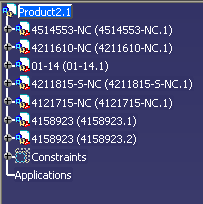 Product2.1
4514553-NC (4514553-NC.1)
4211610-NC (4211610-NC.1)
01-14 (01-14.1)
4211815-S-NC (4211815-S-NC.1)
4121715-NC (4121715-NC.1)
4158923 (4158923.1)
4158923 (4158923.2)
Constraints
Applications